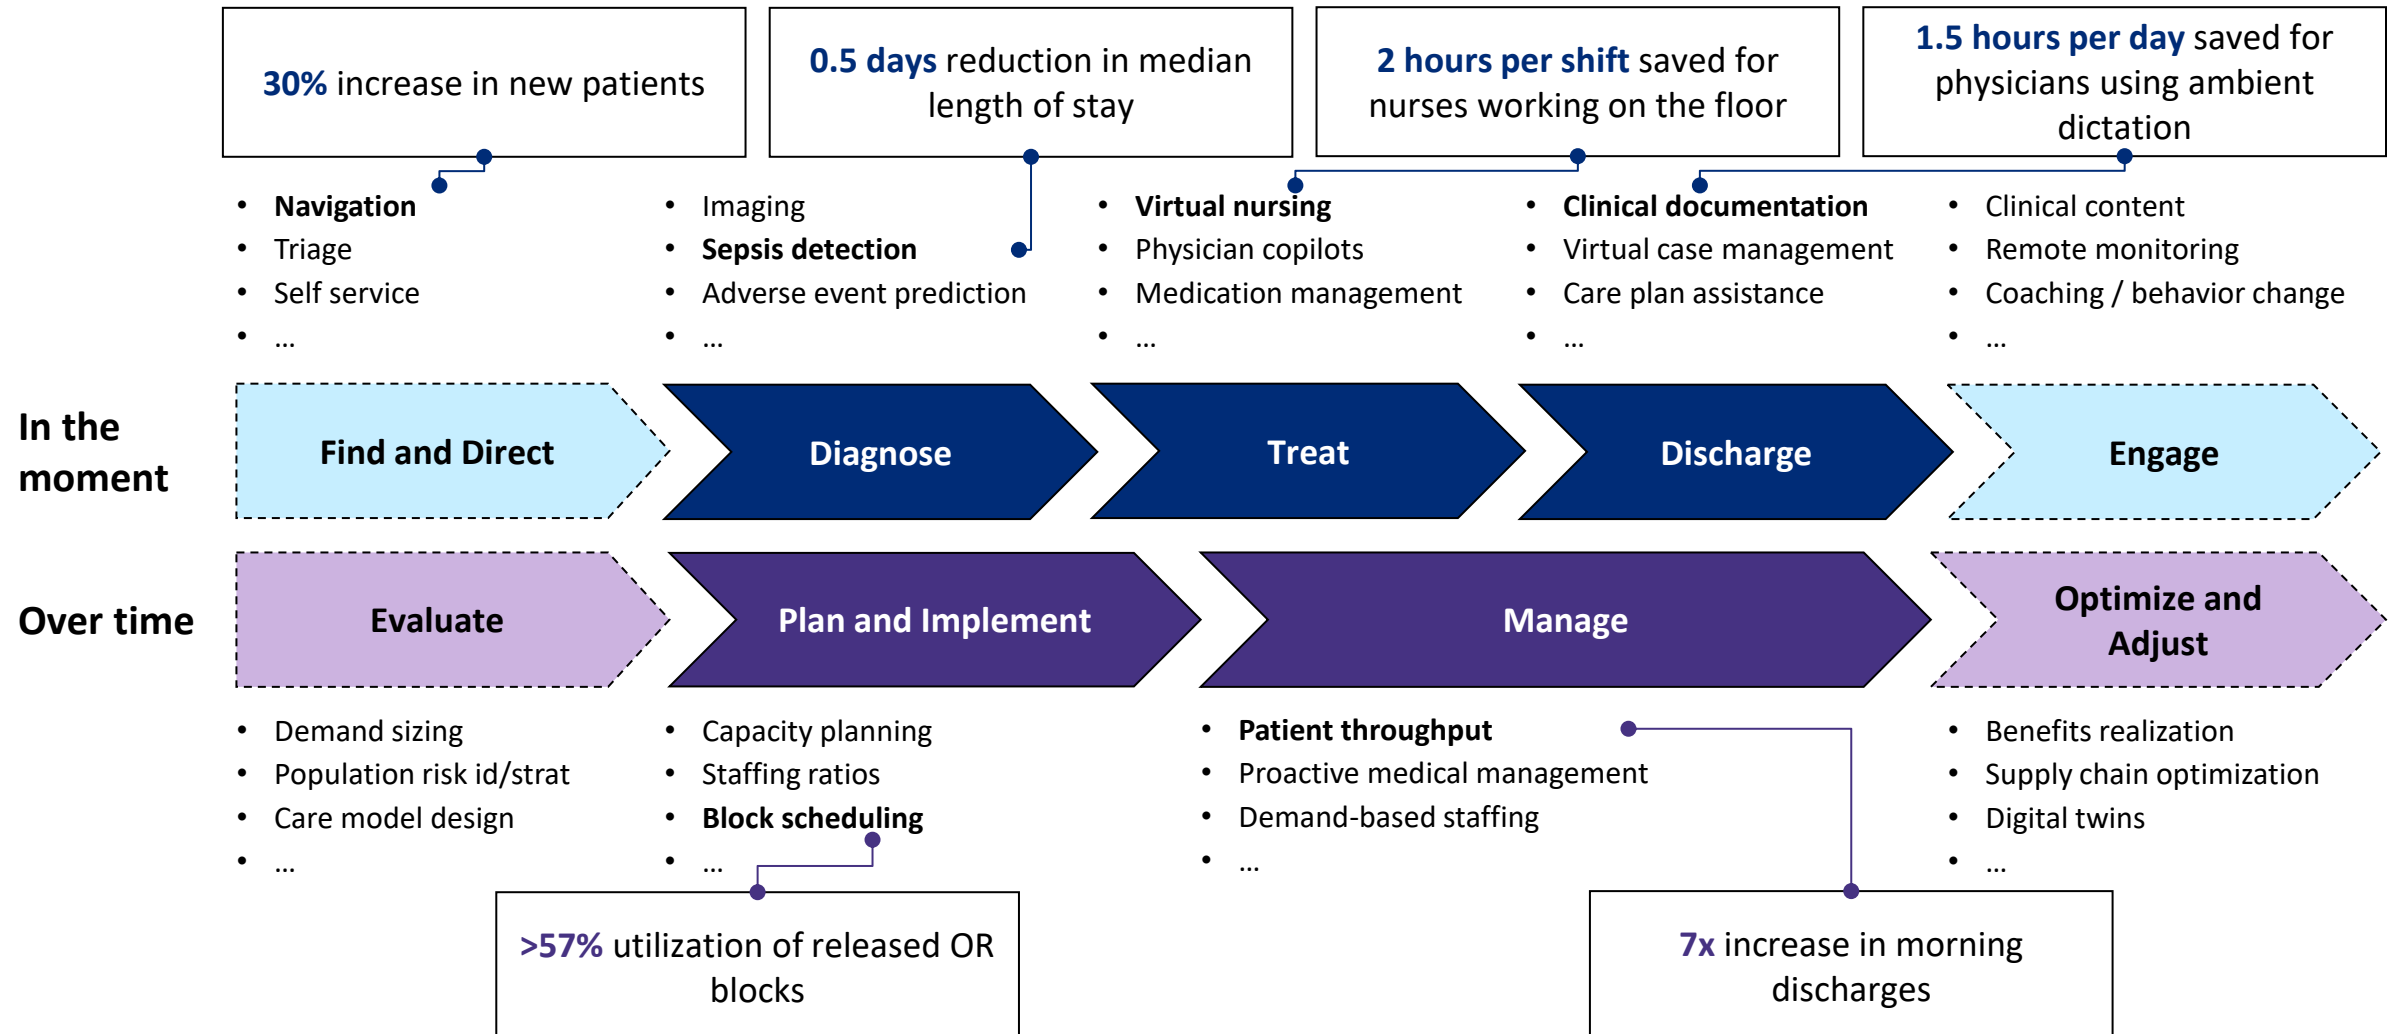 30% increase in new patients
0.5 days reduction in median
length of stay
2 hours per shift saved for
nurses working on the floor
1.5 hours per day saved for
physicians using ambient
dictation
• Navigation
• Triage
• Self service
• ...
• Imaging
• Sepsis detection
• Adverse event prediction
• ...
• Virtual nursing
• Physician copilots
• Medication management
• ...
• Clinical documentation
• Virtual case management
• Care plan assistance
• ...
• Clinical content
• Remote monitoring
• Coaching / behavior change
• ...
In the
moment
Find and Direct
Diagnose
Treat
Discharge
Engage
Over time
Evaluate
Plan and Implement
Manage
Optimize and
Adjust
• Demand sizing
• Population risk id/strat
• Care model design
• ...
• Capacity planning
• Staffing ratios
• Block scheduling
• ...
• Patient throughput
• Proactive medical management
• Demand-based staffing
• ...
• Benefits realization
• Supply chain optimization
• Digital twins
• ...
>57% utilization of released OR
blocks
7x increase in morning
discharges